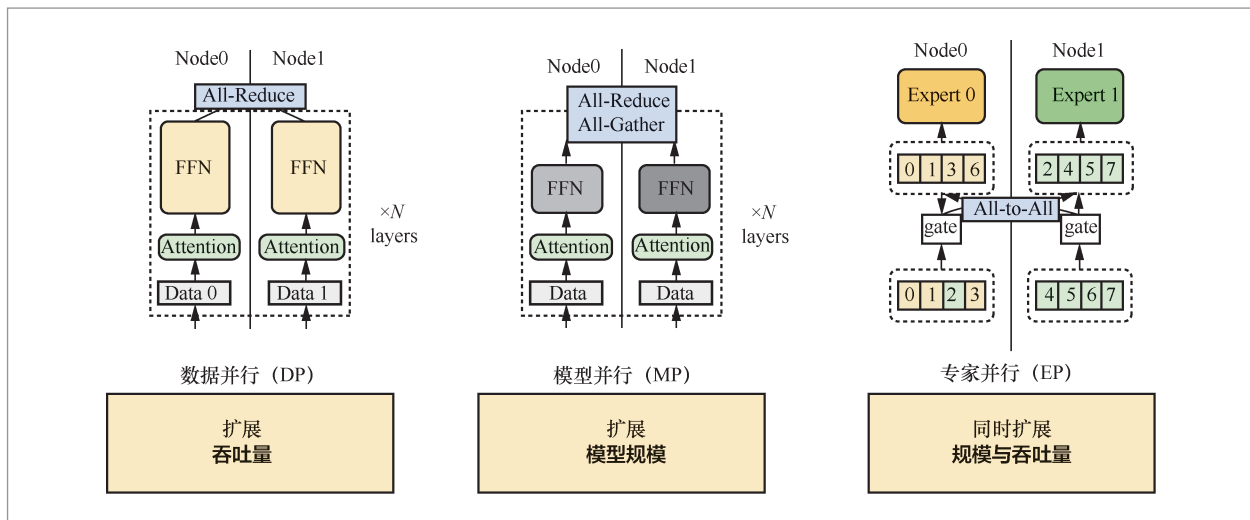 Node0 Node1
All-Reduce
FFN FFN
Attention Attention
Data 0 Data 1
×N
layers
数据并行（DP）
扩展
吞吐量
Node0 Node1
All-Reduce
All-Gather
FFN FFN
Attention Attention
Data Data
×N
layers
模型并行（MP）
扩展
模型规模
Node0 Node1
Expert 0 Expert 1
0 1 3 6 2 4 5 7
All-to-All
gate gate
0 1 2 3 4 5 6 7
专家并行（EP）
同时扩展
规模与吞吐量